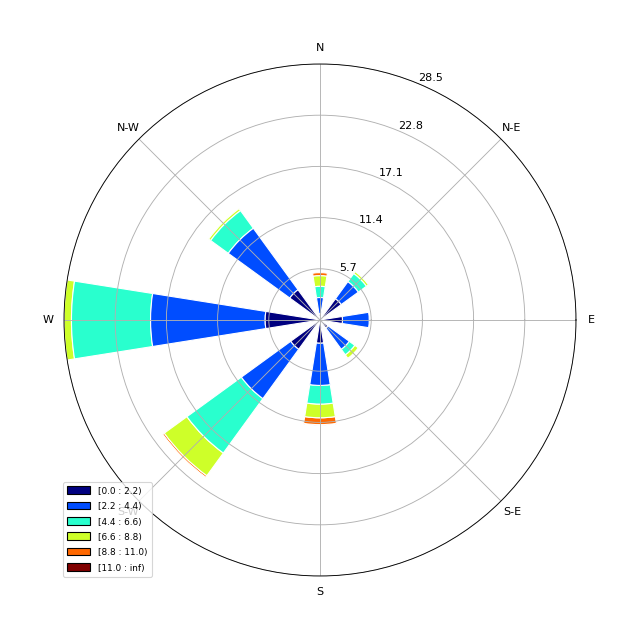 N
28.5
N-W
22.8
N-E
17.1
11.4
5.7
W
E
[0.0 : 2.2)
[2.2 : 4.4)
S-W
S-E
[4.4 : 6.6)
[6.6 : 8.8)
[8.8 : 11.0)
[11.0 : inf)
S